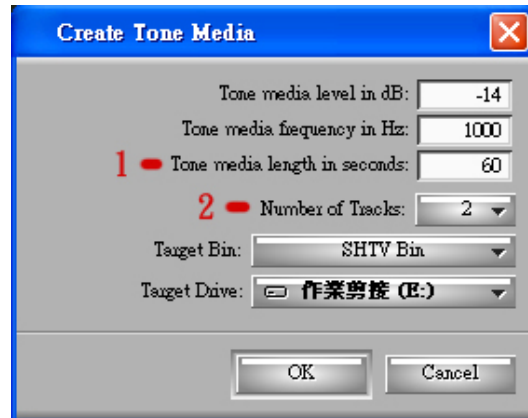 Create Tone Media
Tone media level in dB: -14
Tone media frequency in Hz: 1000
1 Tone media length in seconds: 60
2 Number of Tracks: 2
Target Bin: SHTV Bin
Target Drive: 作業剪接 (E:)
OK Cancel